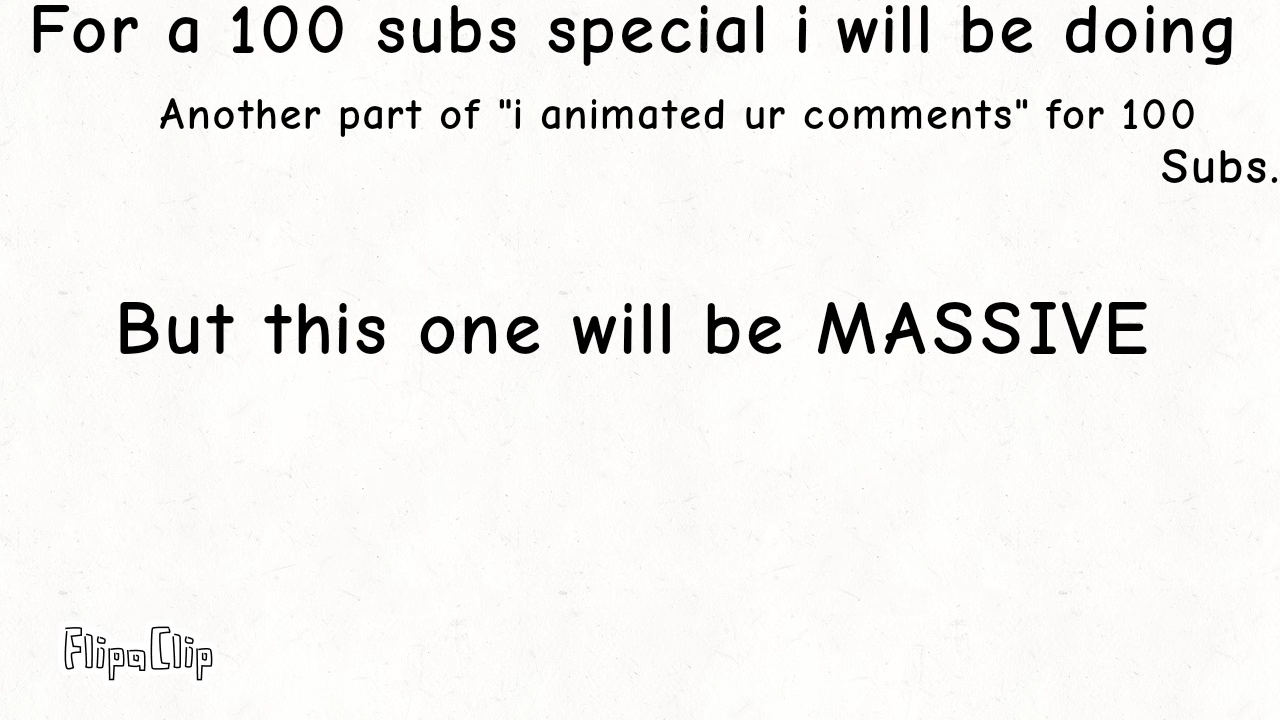 For a 100 subs special i will be doing
Another part of "i animated ur comments" for 100
Subs.
But this one will be MASSIVE
FlipaClip